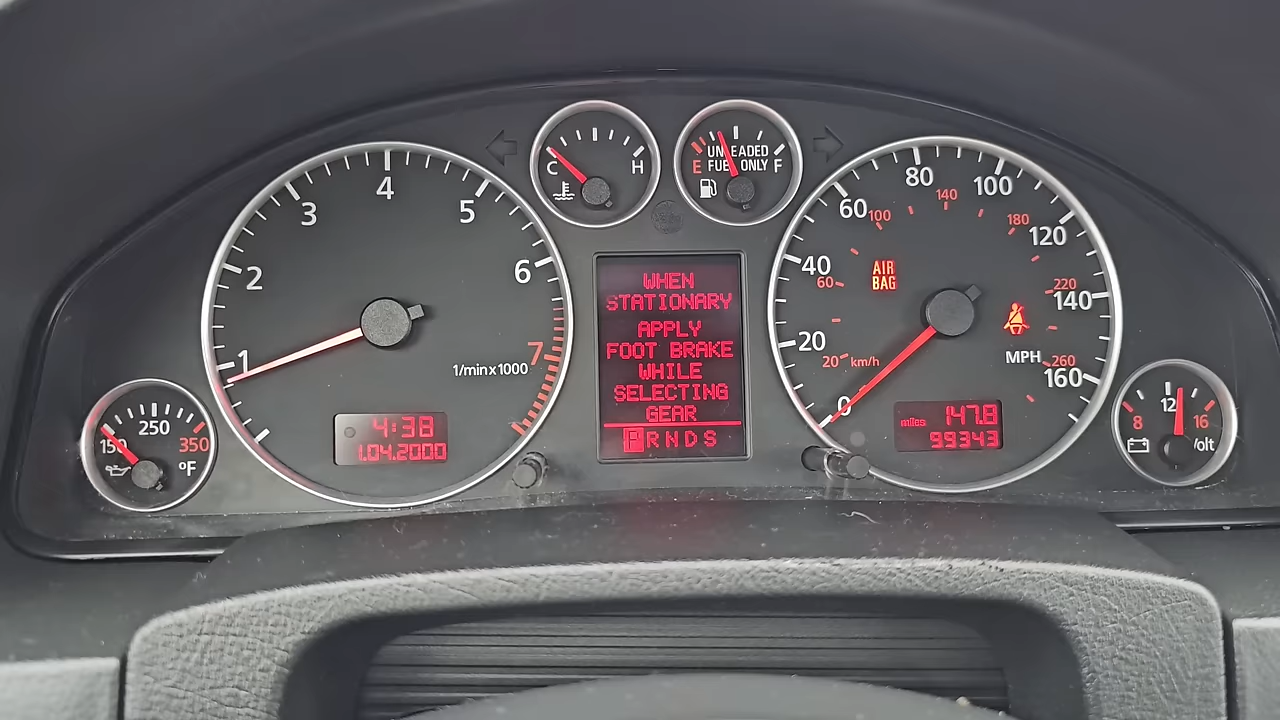 1
2
3
4
5
6
7
1/min x 1000
4:38
1.04.2000
150
250
350
°F
C
H
UNLEADED
FUEL ONLY
E
F
WHEN
STATIONARY
APPLY
FOOT BRAKE
WHILE
SELECTING
GEAR
P R N D S
0
20
40
60
80
100
120
140
160
MPH
20
60
100
140
180
220
260
km/h
AIR
BAG
miles 147.8
99343
8
12
16
Volt